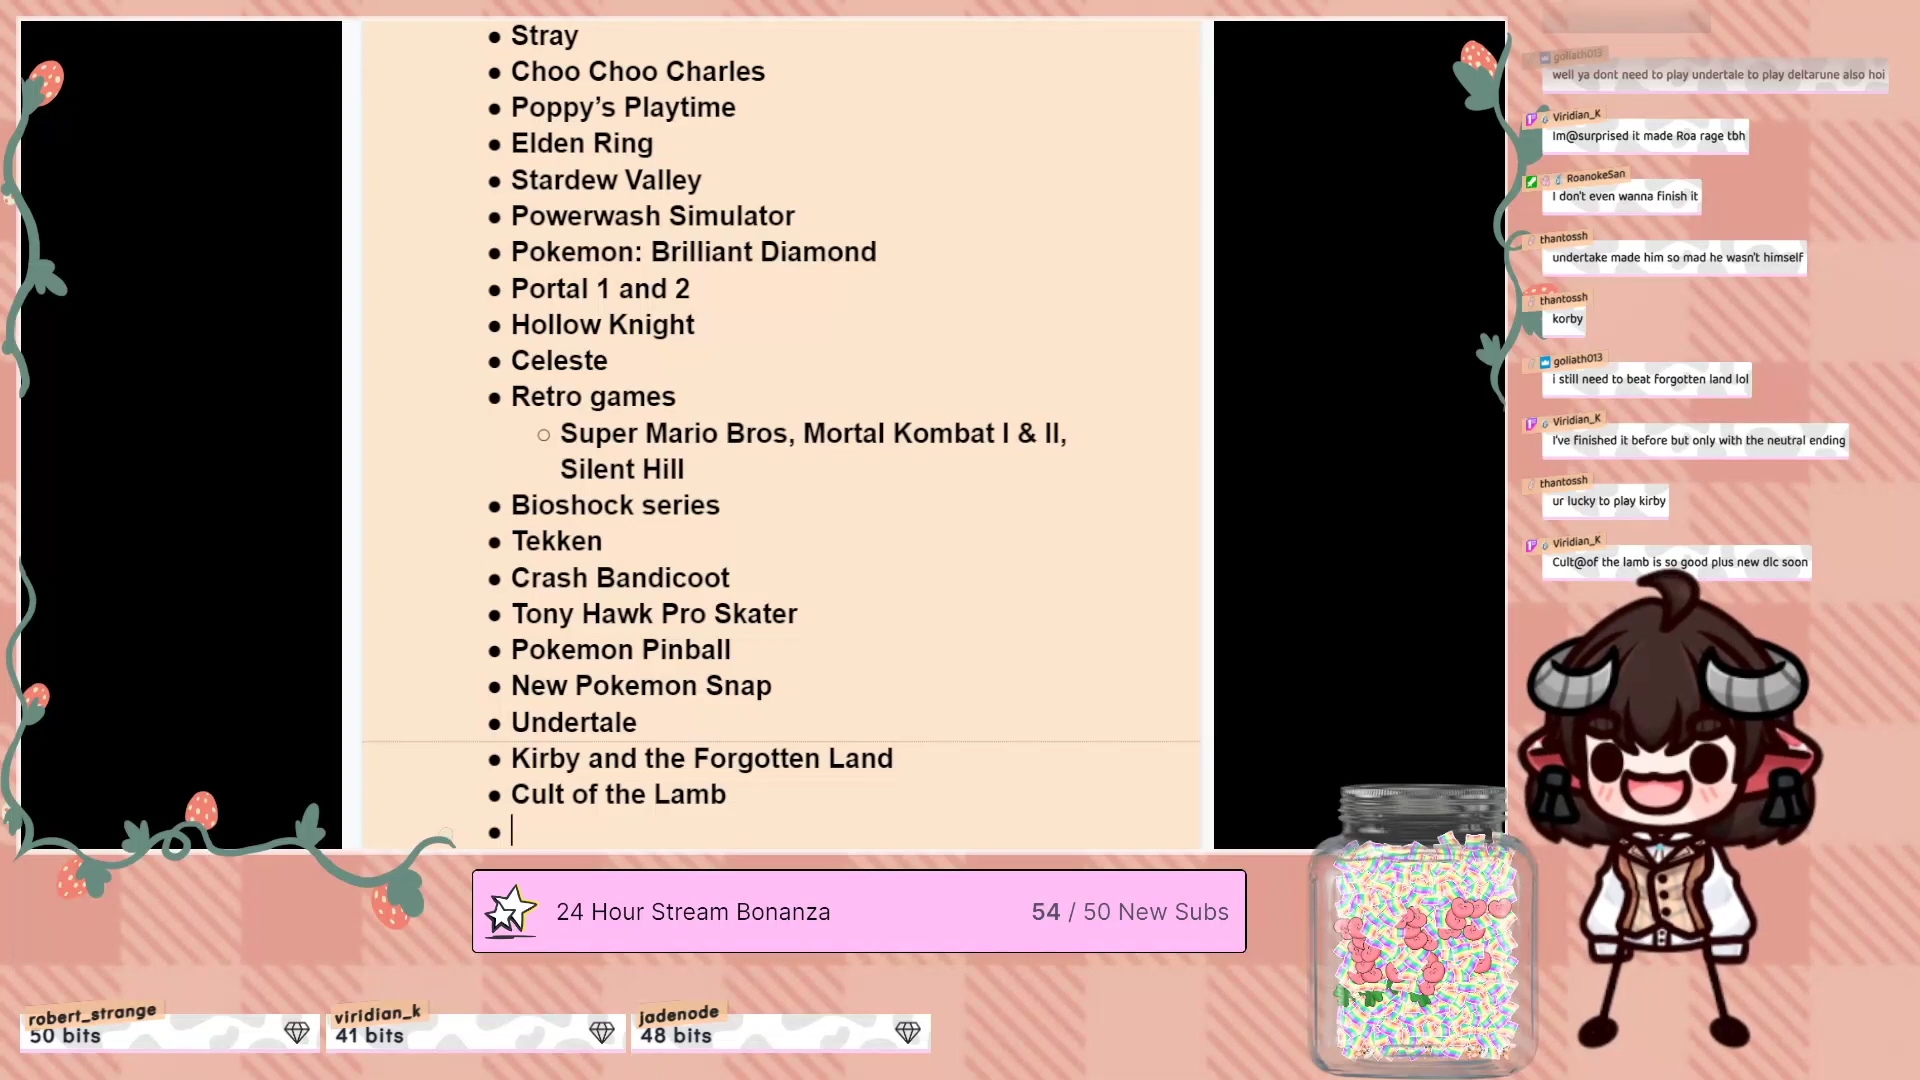 Stray
Choo Choo Charles
Poppy’s Playtime
Elden Ring
Stardew Valley
Powerwash Simulator
Pokemon: Brilliant Diamond
Portal 1 and 2
Hollow Knight
Celeste
Retro games
Super Mario Bros, Mortal Kombat I & II,
Silent Hill
Bioshock series
Tekken
Crash Bandicoot
Tony Hawk Pro Skater
Pokemon Pinball
New Pokemon Snap
Undertale
Kirby and the Forgotten Land
Cult of the Lamb
goliath013
well ya dont need to play undertale to play deltarune also hoi
Viridian_K
Im@surprised it made Roa rage tbh
RoanokeSan
I don't even wanna finish it
thantossh
undertake made him so mad he wasn't himself
thantossh
korby
goliath013
i still need to beat forgotten land lol
Viridian_K
I've finished it before but only with the neutral ending
thantossh
ur lucky to play kirby
Viridian_K
Cult@of the lamb is so good plus new dlc soon
24 Hour Stream Bonanza
54 / 50 New Subs
robert_strange
50 bits
viridian_k
41 bits
jadenode
48 bits